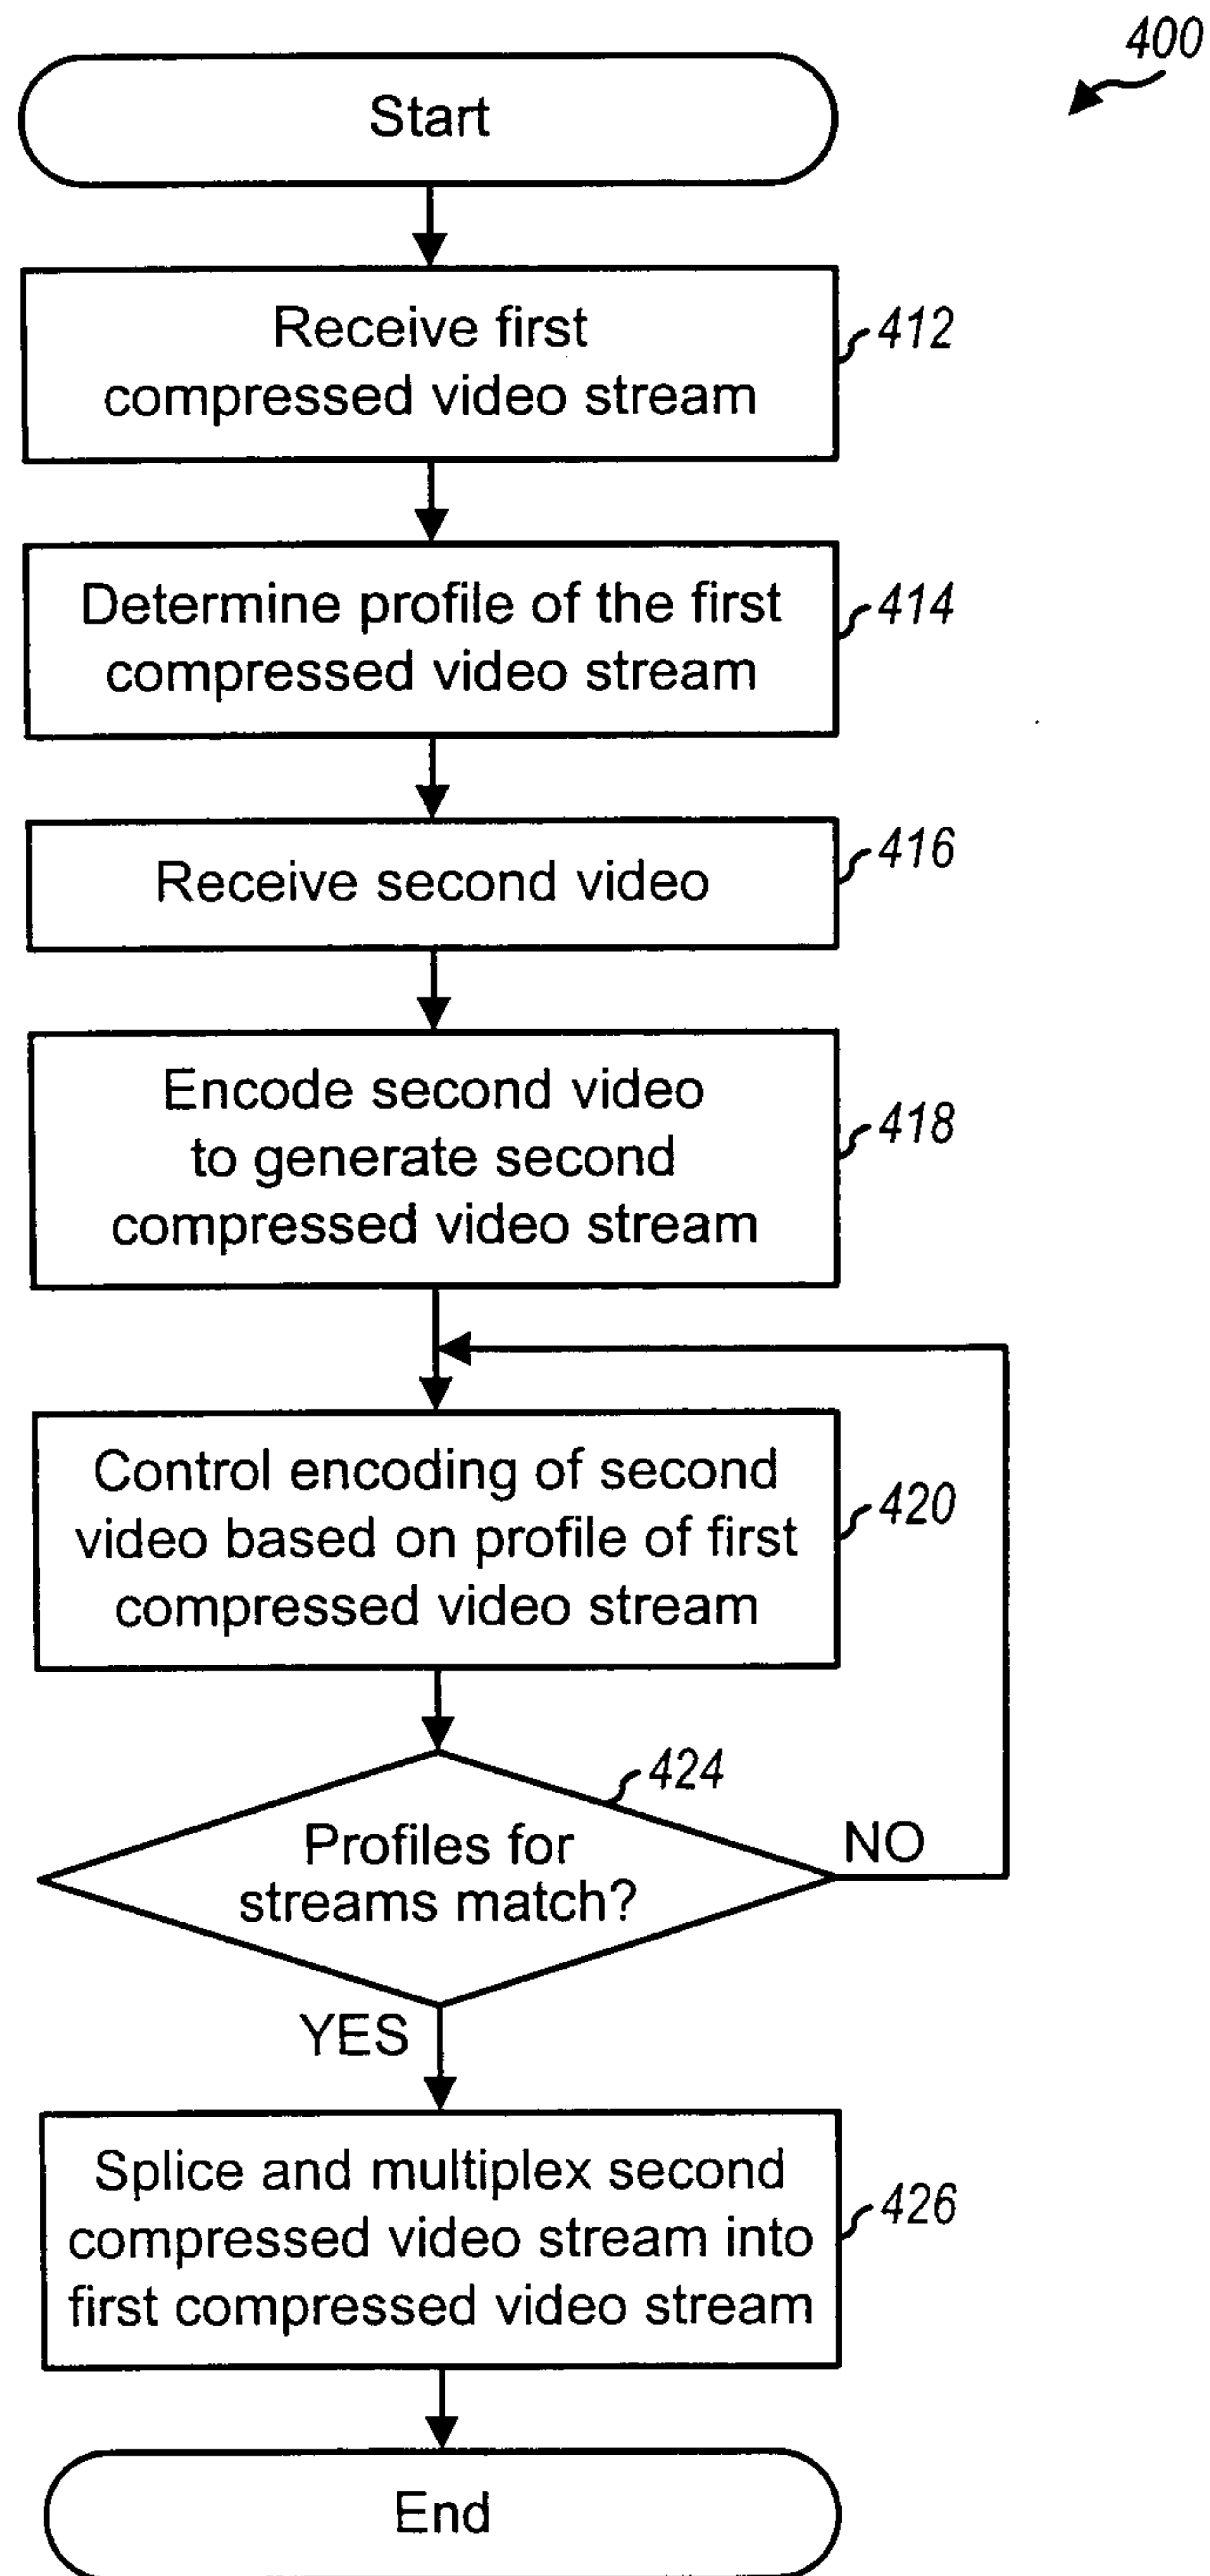 400
Start
Receive first
compressed video stream
412
Determine profile of the first
compressed video stream
414
Receive second video
416
Encode second video
to generate second
compressed video stream
418
Control encoding of second
video based on profile of first
compressed video stream
420
Profiles for
streams match?
424
NO
YES
Splice and multiplex second
compressed video stream into
first compressed video stream
426
End